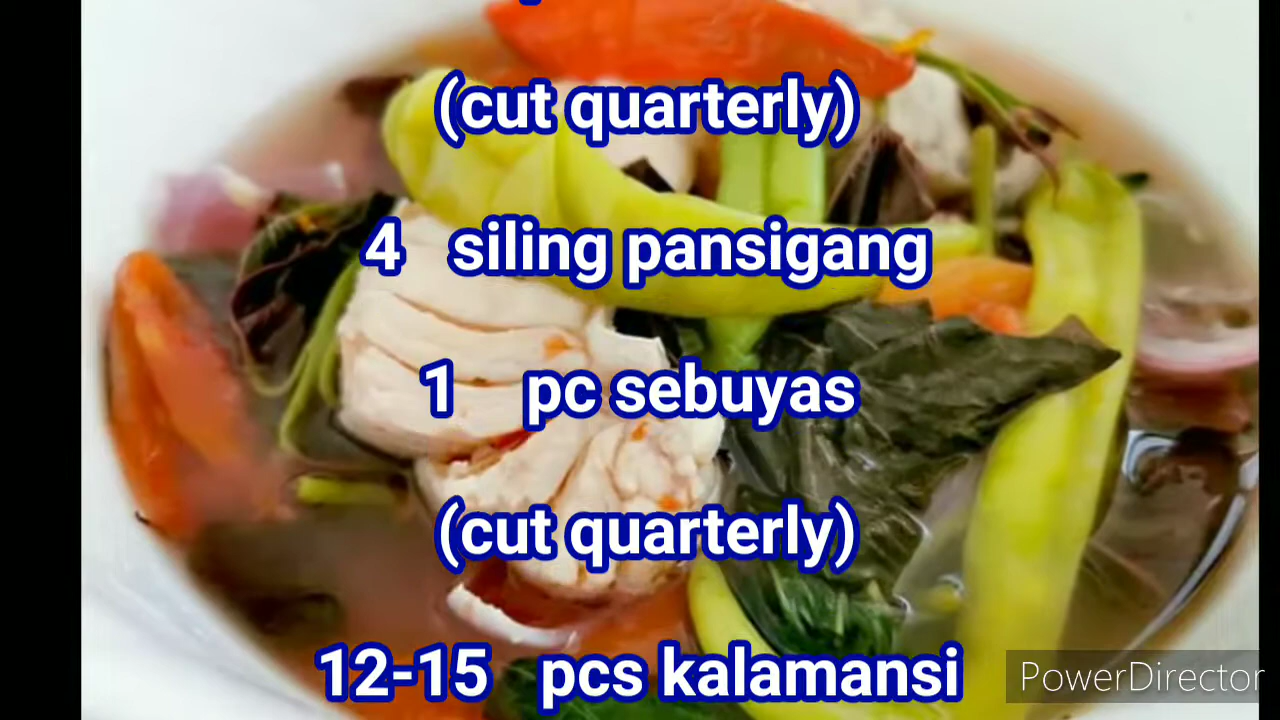 (cut quarterly)
4 siling pansigang
1 pc sebuyas
(cut quarterly)
12-15 pcs kalamansi
PowerDirector